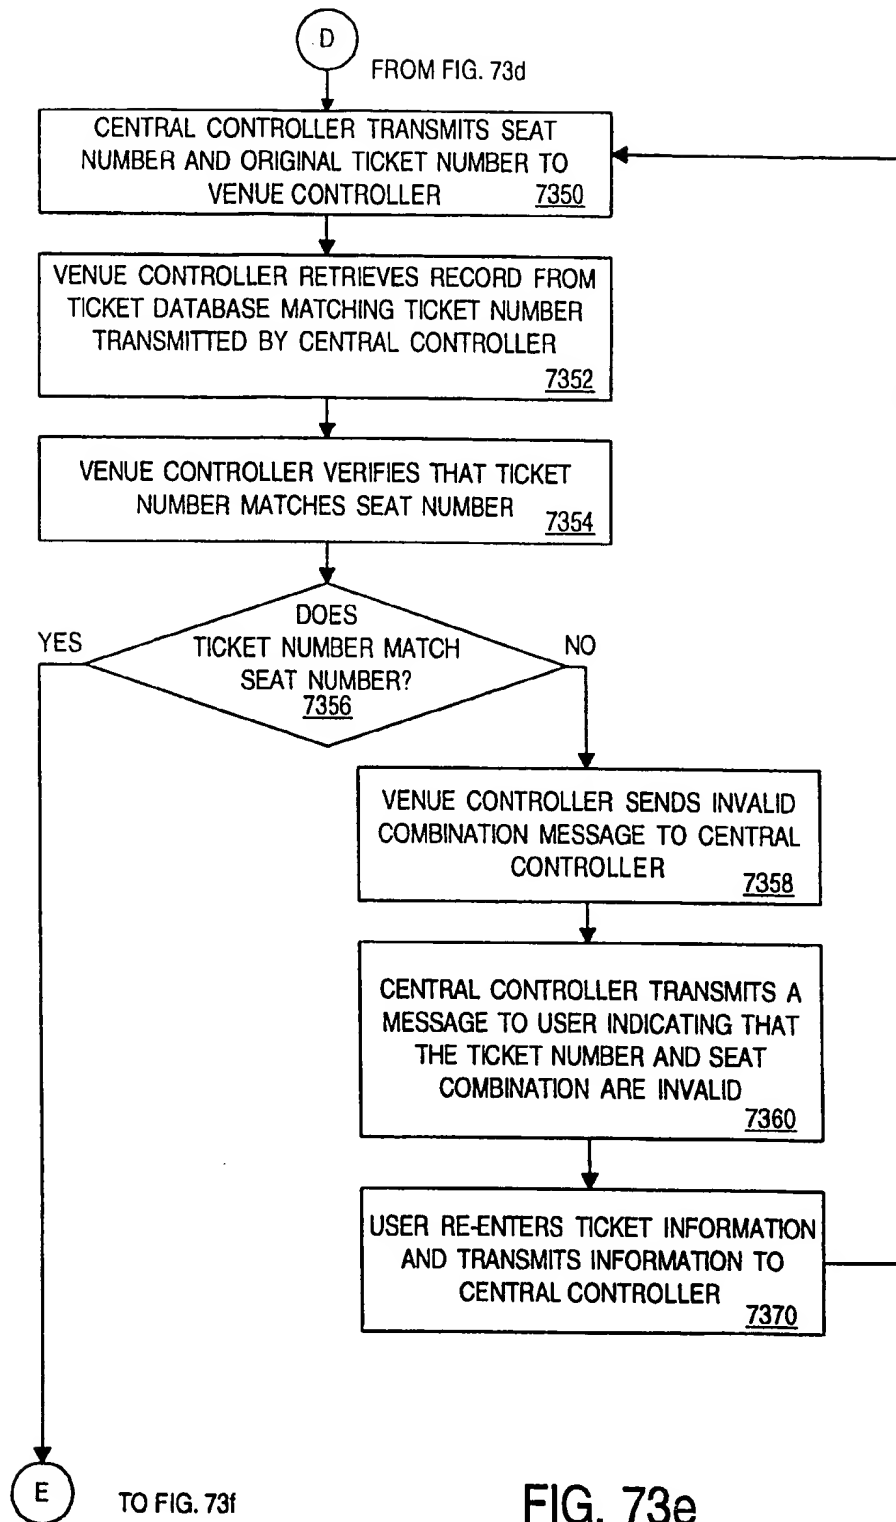 D
FROM FIG. 73d
CENTRAL CONTROLLER TRANSMITS SEAT
NUMBER AND ORIGINAL TICKET NUMBER TO
VENUE CONTROLLER 7350
VENUE CONTROLLER RETRIEVES RECORD FROM
TICKET DATABASE MATCHING TICKET NUMBER
TRANSMITTED BY CENTRAL CONTROLLER
7352
VENUE CONTROLLER VERIFIES THAT TICKET
NUMBER MATCHES SEAT NUMBER
7354
DOES
TICKET NUMBER MATCH
SEAT NUMBER?
7356
YES
NO
VENUE CONTROLLER SENDS INVALID
COMBINATION MESSAGE TO CENTRAL
CONTROLLER
7358
CENTRAL CONTROLLER TRANSMITS A
MESSAGE TO USER INDICATING THAT
THE TICKET NUMBER AND SEAT
COMBINATION ARE INVALID
7360
USER RE-ENTERS TICKET INFORMATION
AND TRANSMITS INFORMATION TO
CENTRAL CONTROLLER
7370
E
TO FIG. 73f
FIG. 73e